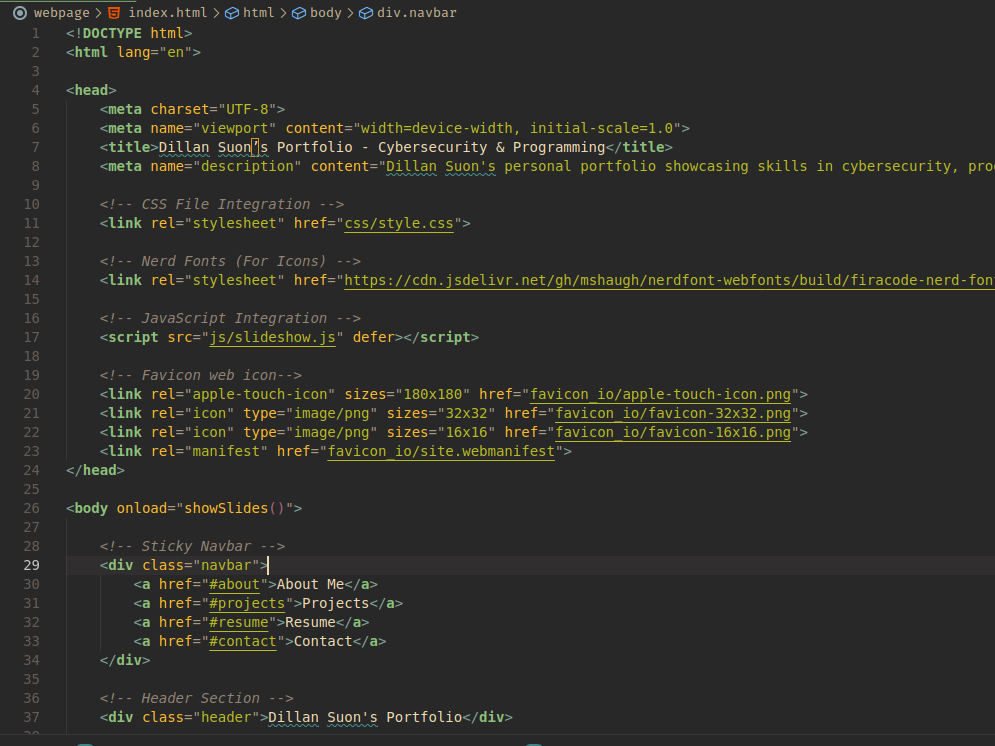 webpage > index.html > html > body > div.navbar
1 <!DOCTYPE html>
2 <html lang="en">
3
4 <head>
5 <meta charset="UTF-8">
6 <meta name="viewport" content="width=device-width, initial-scale=1.0">
7 <title>Dillan Suon’s Portfolio - Cybersecurity & Programming</title>
8 <meta name="description" content="Dillan Suon's personal portfolio showcasing skills in cybersecurity, pro
9
10 <!-- CSS File Integration -->
11 <link rel="stylesheet" href="css/style.css">
12
13 <!-- Nerd Fonts (For Icons) -->
14 <link rel="stylesheet" href="https://cdn.jsdelivr.net/gh/mshaugh/nerdfont-webfonts/build/firacode-nerd-fon
15
16 <!-- JavaScript Integration -->
17 <script src="js/slideshow.js" defer></script>
18
19 <!-- Favicon web icon-->
20 <link rel="apple-touch-icon" sizes="180x180" href="favicon_io/apple-touch-icon.png">
21 <link rel="icon" type="image/png" sizes="32x32" href="favicon_io/favicon-32x32.png">
22 <link rel="icon" type="image/png" sizes="16x16" href="favicon_io/favicon-16x16.png">
23 <link rel="manifest" href="favicon_io/site.webmanifest">
24 </head>
25
26 <body onload="showSlides()">
27
28 <!-- Sticky Navbar -->
29 <div class="navbar">
30 <a href="#about">About Me</a>
31 <a href="#projects">Projects</a>
32 <a href="#resume">Resume</a>
33 <a href="#contact">Contact</a>
34 </div>
35
36 <!-- Header Section -->
37 <div class="header">Dillan Suon's Portfolio</div>